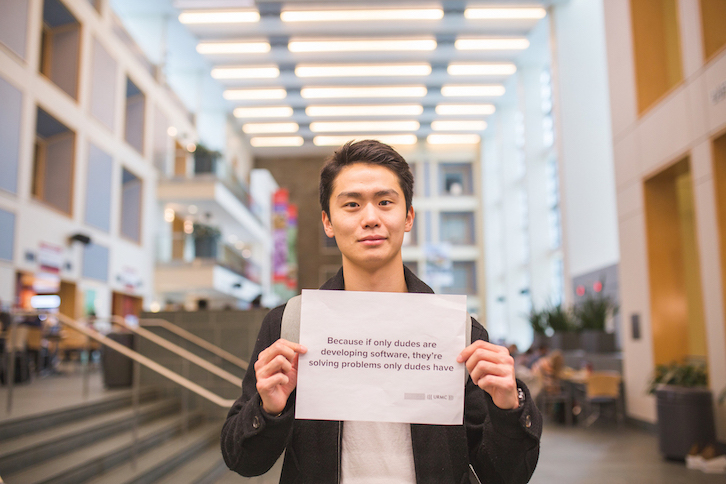 Because if only dudes are
developing software, they're
solving problems only dudes have